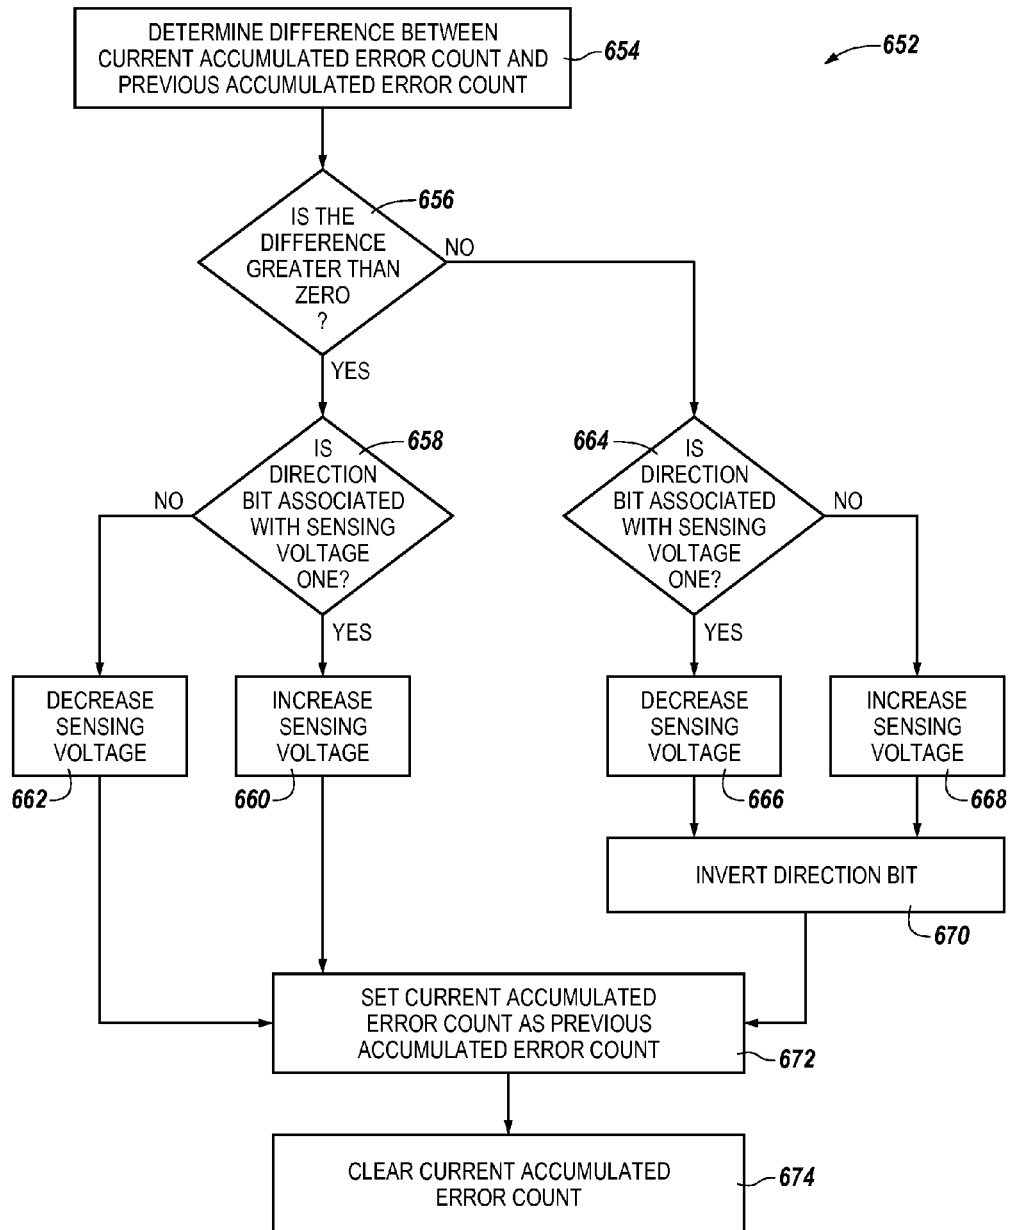 DETERMINE DIFFERENCE BETWEEN
CURRENT ACCUMULATED ERROR COUNT AND
PREVIOUS ACCUMULATED ERROR COUNT
654
652
656
IS THE
DIFFERENCE
GREATER THAN
ZERO
?
NO
YES
658
IS
DIRECTION
BIT ASSOCIATED
WITH SENSING
VOLTAGE
ONE?
NO
YES
664
IS
DIRECTION
BIT ASSOCIATED
WITH SENSING
VOLTAGE
ONE?
NO
YES
DECREASE
SENSING
VOLTAGE
662
INCREASE
SENSING
VOLTAGE
660
DECREASE
SENSING
VOLTAGE
666
INCREASE
SENSING
VOLTAGE
668
INVERT DIRECTION BIT
670
SET CURRENT ACCUMULATED
ERROR COUNT AS PREVIOUS
ACCUMULATED ERROR COUNT
672
CLEAR CURRENT ACCUMULATED
ERROR COUNT
674